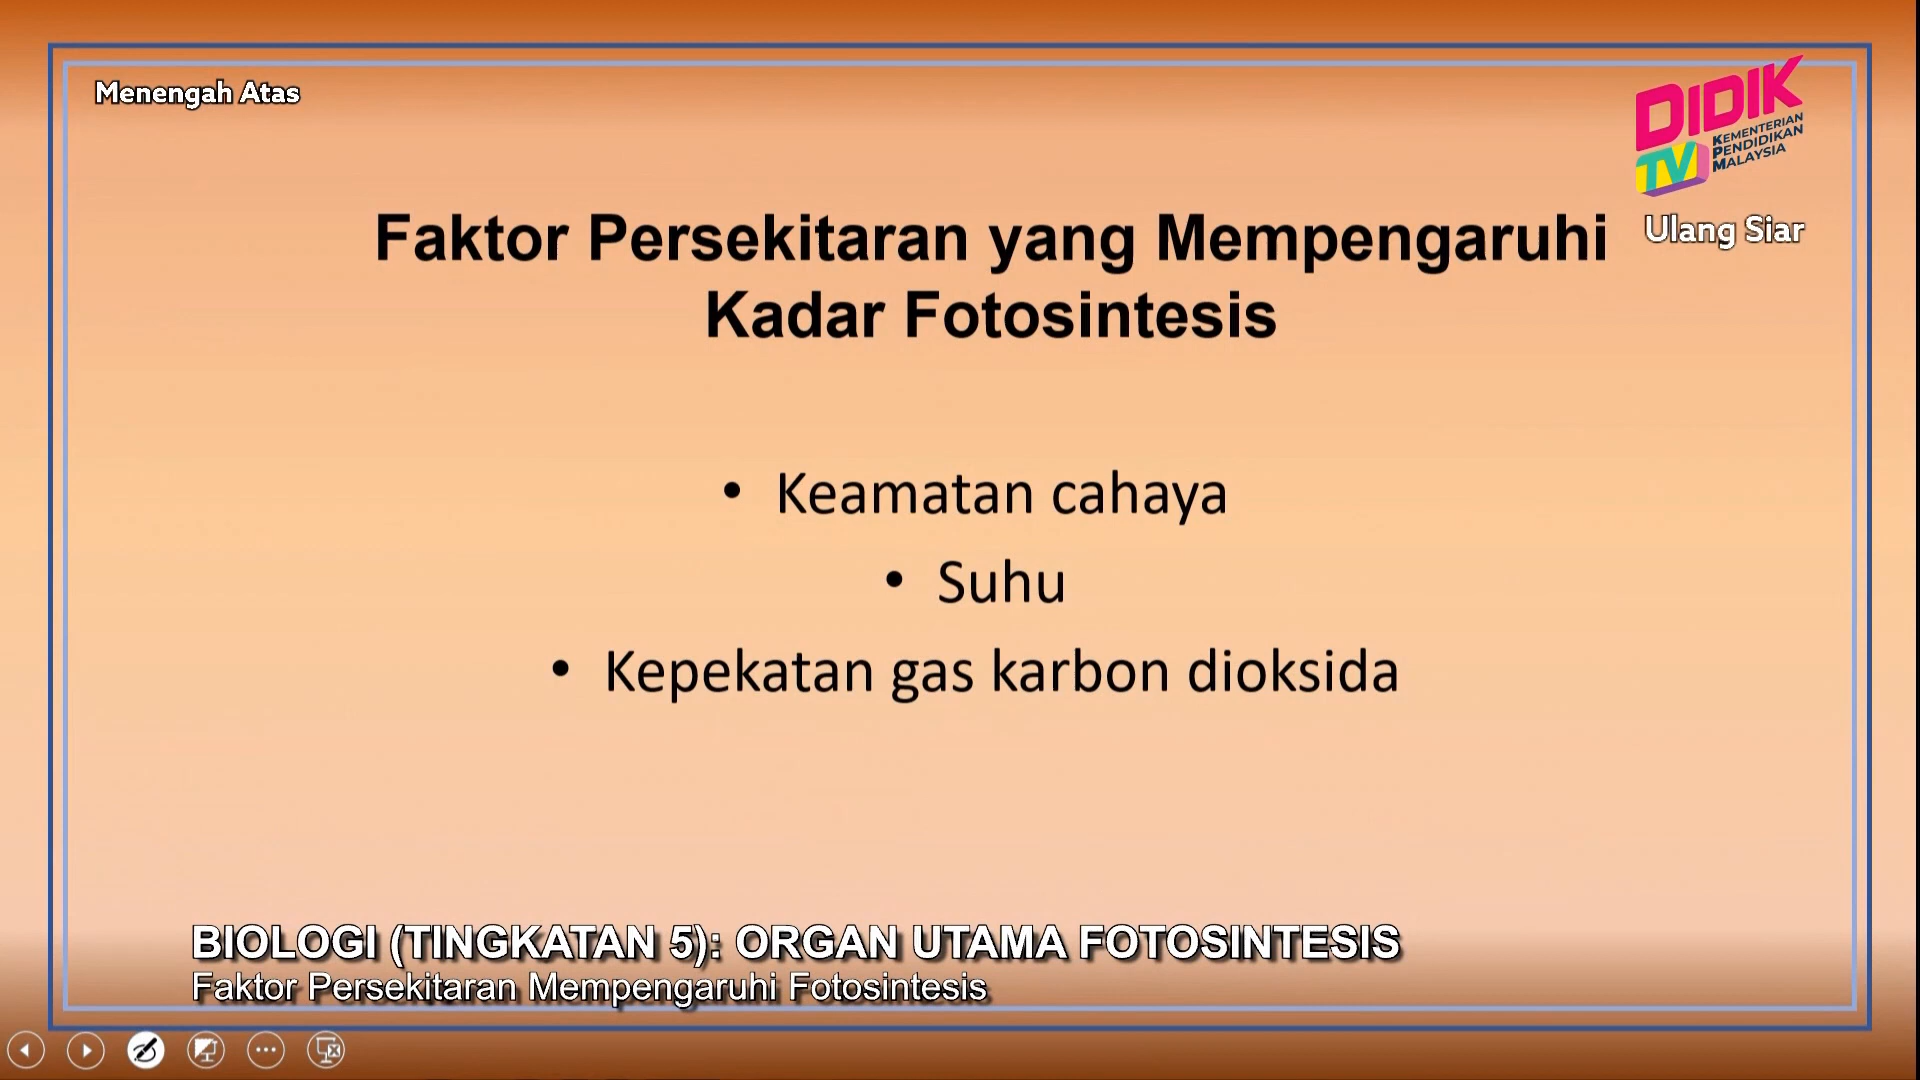 Menengah Atas
DIDIK
TV
KEMENTERIAN
PENDIDIKAN
MALAYSIA
Ulang Siar
Faktor Persekitaran yang Mempengaruhi
Kadar Fotosintesis
• Keamatan cahaya
• Suhu
• Kepekatan gas karbon dioksida
BIOLOGI (TINGKATAN 5): ORGAN UTAMA FOTOSINTESIS
Faktor Persekitaran Mempengaruhi Fotosintesis